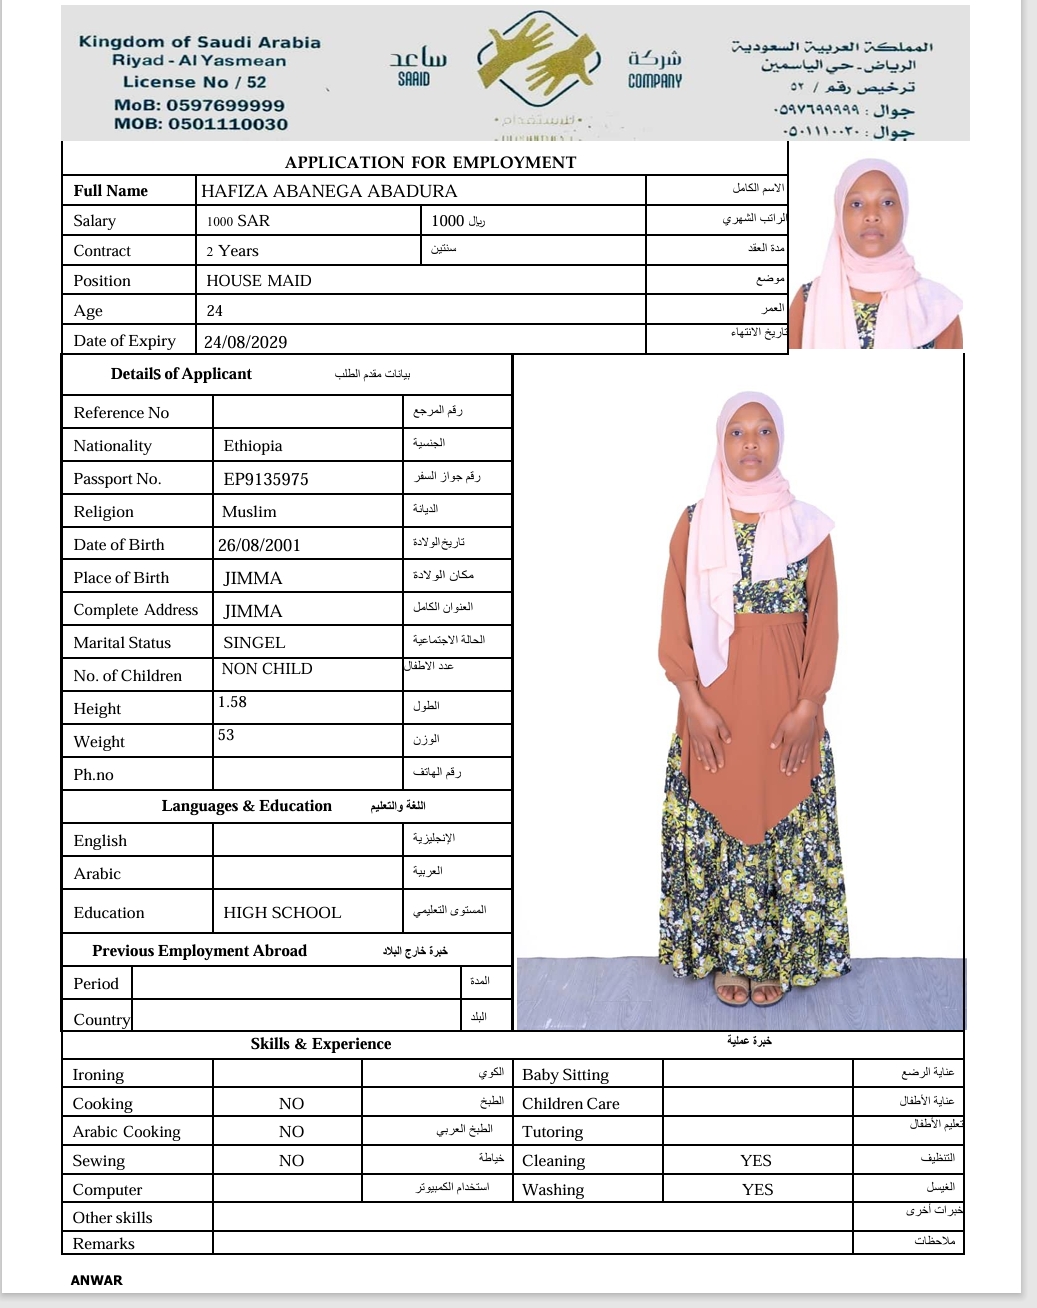 Kingdom of Saudi Arabia
Riyad - Al Yasmean
License No / 52
MoB: 0597699999
MOB: 0501110030
ساعد
SAAID
شركة
COMPANY
للإستقدام
المملكة العربية السعودية
الرياض - حي الياسمين
ترخيص رقم / ٥٢
جوال : ٠٥٩٧٦٩٩٩٩٩
جوال : ٠٥٠١١١٠٠٣٠
APPLICATION FOR EMPLOYMENT
Full Name HAFIZA ABANEGA ABADURA الاسم الكامل
Salary 1000 SAR 1000 ريال الراتب الشهري
Contract 2 Years سنتين مدة العقد
Position HOUSE MAID موضع
Age 24 العمر
Date of Expiry 24/08/2029 تاريخ الانتهاء
Details of Applicant بيانات مقدم الطلب
Reference No رقم المرجع
Nationality Ethiopia الجنسية
Passport No. EP9135975 رقم جواز السفر
Religion Muslim الديانة
Date of Birth 26/08/2001 تاريخ الولادة
Place of Birth JIMMA مكان الولادة
Complete Address JIMMA العنوان الكامل
Marital Status SINGEL الحالة الاجتماعية
No. of Children NON CHILD عدد الاطفال
Height 1.58 الطول
Weight 53 الوزن
Ph.no رقم الهاتف
Languages & Education اللغة والتعليم
English الإنجليزية
Arabic العربية
Education HIGH SCHOOL المستوى التعليمي
Previous Employment Abroad خبرة خارج البلاد
Period المدة
Country البلد
Skills & Experience خبرة عملية
Ironing الكوي Baby Sitting عناية الرضع
Cooking NO الطبخ Children Care عناية الأطفال
Arabic Cooking NO الطبخ العربي Tutoring تعليم الأطفال
Sewing NO خياطة Cleaning YES التنظيف
Computer استخدام الكمبيوتر Washing YES الغيسل
Other skills خبرات أخرى
Remarks ملاحظات
ANWAR